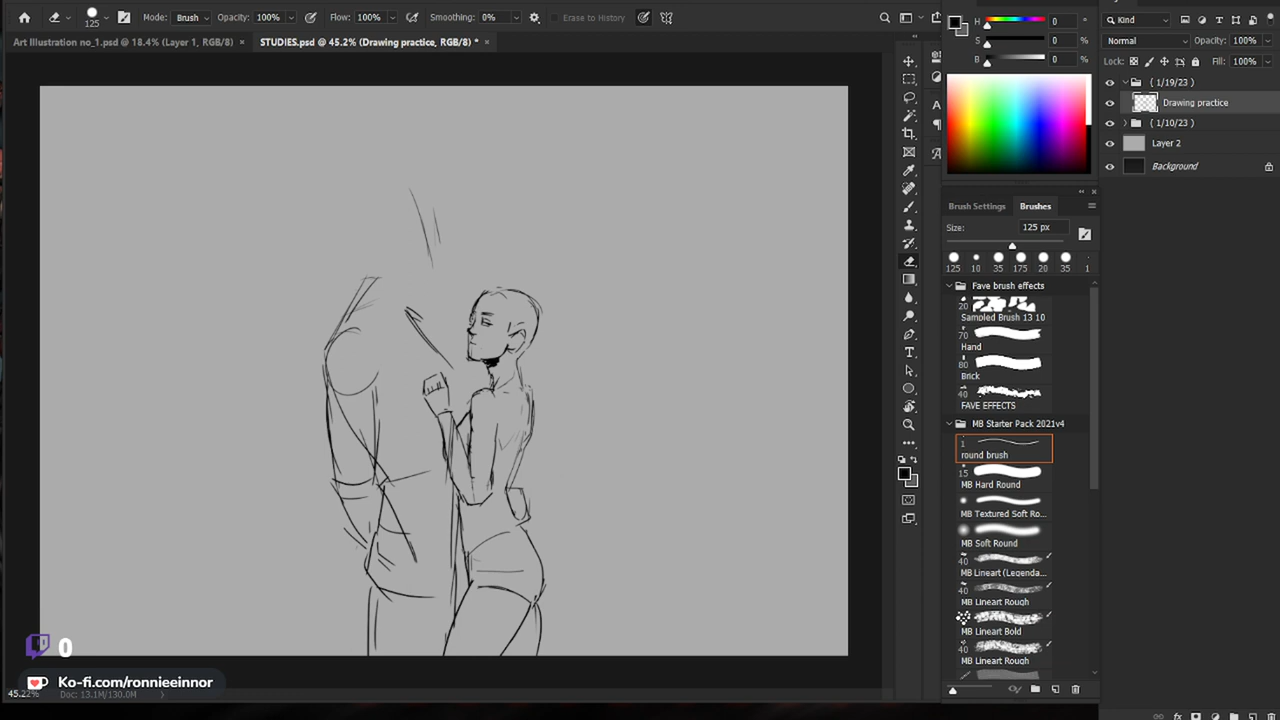 125
Mode: Brush
Opacity: 100%
Flow: 100%
Smoothing: 0%
Erase to History
Art Illustration no_1.psd @ 18.4% (Layer 1, RGB/8) ×
STUDIES.psd @ 45.2% (Drawing practice, RGB/8) * ×
H 0 °
S 0 %
B 0 %
Kind
Normal
Opacity: 100%
Lock:
Fill: 100%
( 1/19/23 )
Drawing practice
( 1/10/23 )
Layer 2
Background
Brush Settings
Brushes
Size: 125 px
125 10 35 175 20 35 1
Fave brush effects
20
Sampled Brush 13 10
70
Hand
80
Brick
40
FAVE EFFECTS
MB Starter Pack 2021v4
1
round brush
15
MB Hard Round
MB Textured Soft Ro...
MB Soft Round
40
MB Lineart (Legenda...
40
MB Lineart Rough
MB Lineart Bold
40
MB Lineart Rough
0
Ko-fi.com/ronnieeinnor
45.22%
Doc: 13.1M/130.0M